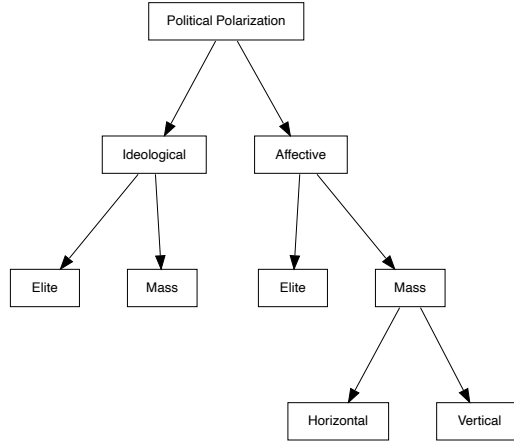 Political Polarization
Ideological
Affective
Elite
Mass
Elite
Mass
Horizontal
Vertical